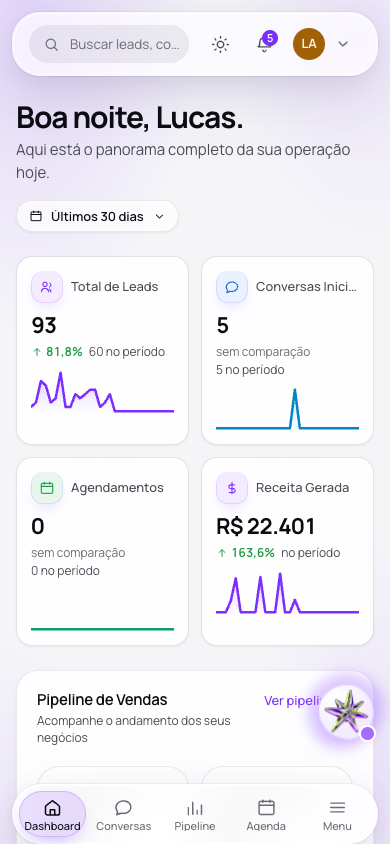 Buscar leads, co...
5
LA
Boa noite, Lucas.
Aqui está o panorama completo da sua operação
hoje.
Últimos 30 dias
Total de Leads
93
↑ 81,8% 60 no período
Conversas Inici...
5
sem comparação
5 no período
Agendamentos
0
sem comparação
0 no período
Receita Gerada
R$ 22.401
↑ 163,6% no período
Pipeline de Vendas
Ver
Acompanhe o andamento dos seus
negócios
Dashboard
Conversas
Pipeline
Agenda
Menu